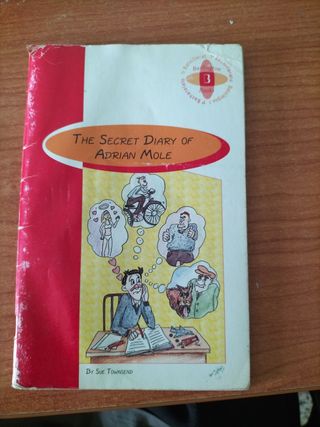 B
THE SECRET DIARY OF
ADRIAN MOLE
BY SUE TOWNSEND